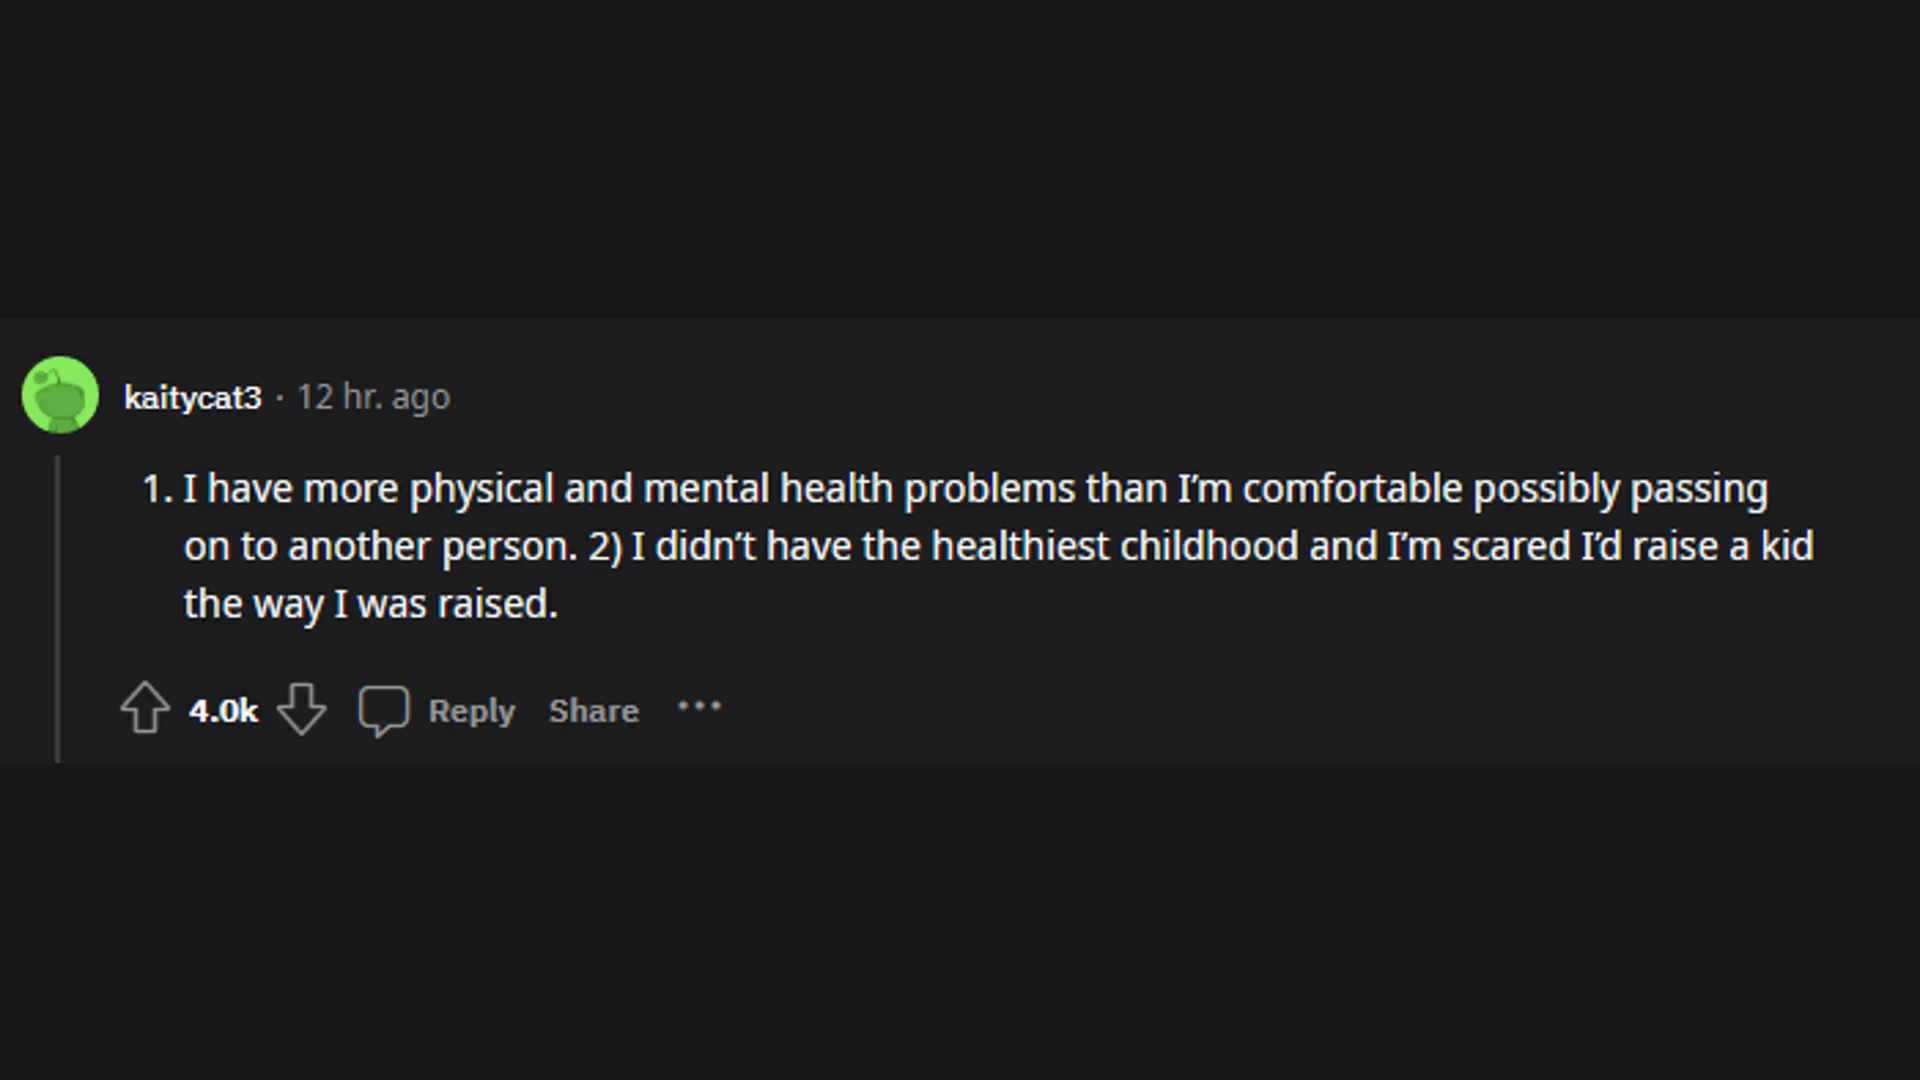 kaitycat3 · 12 hr. ago
1. I have more physical and mental health problems than I’m comfortable possibly passing
on to another person. 2) I didn’t have the healthiest childhood and I’m scared I’d raise a kid
the way I was raised.
4.0k Reply Share ···